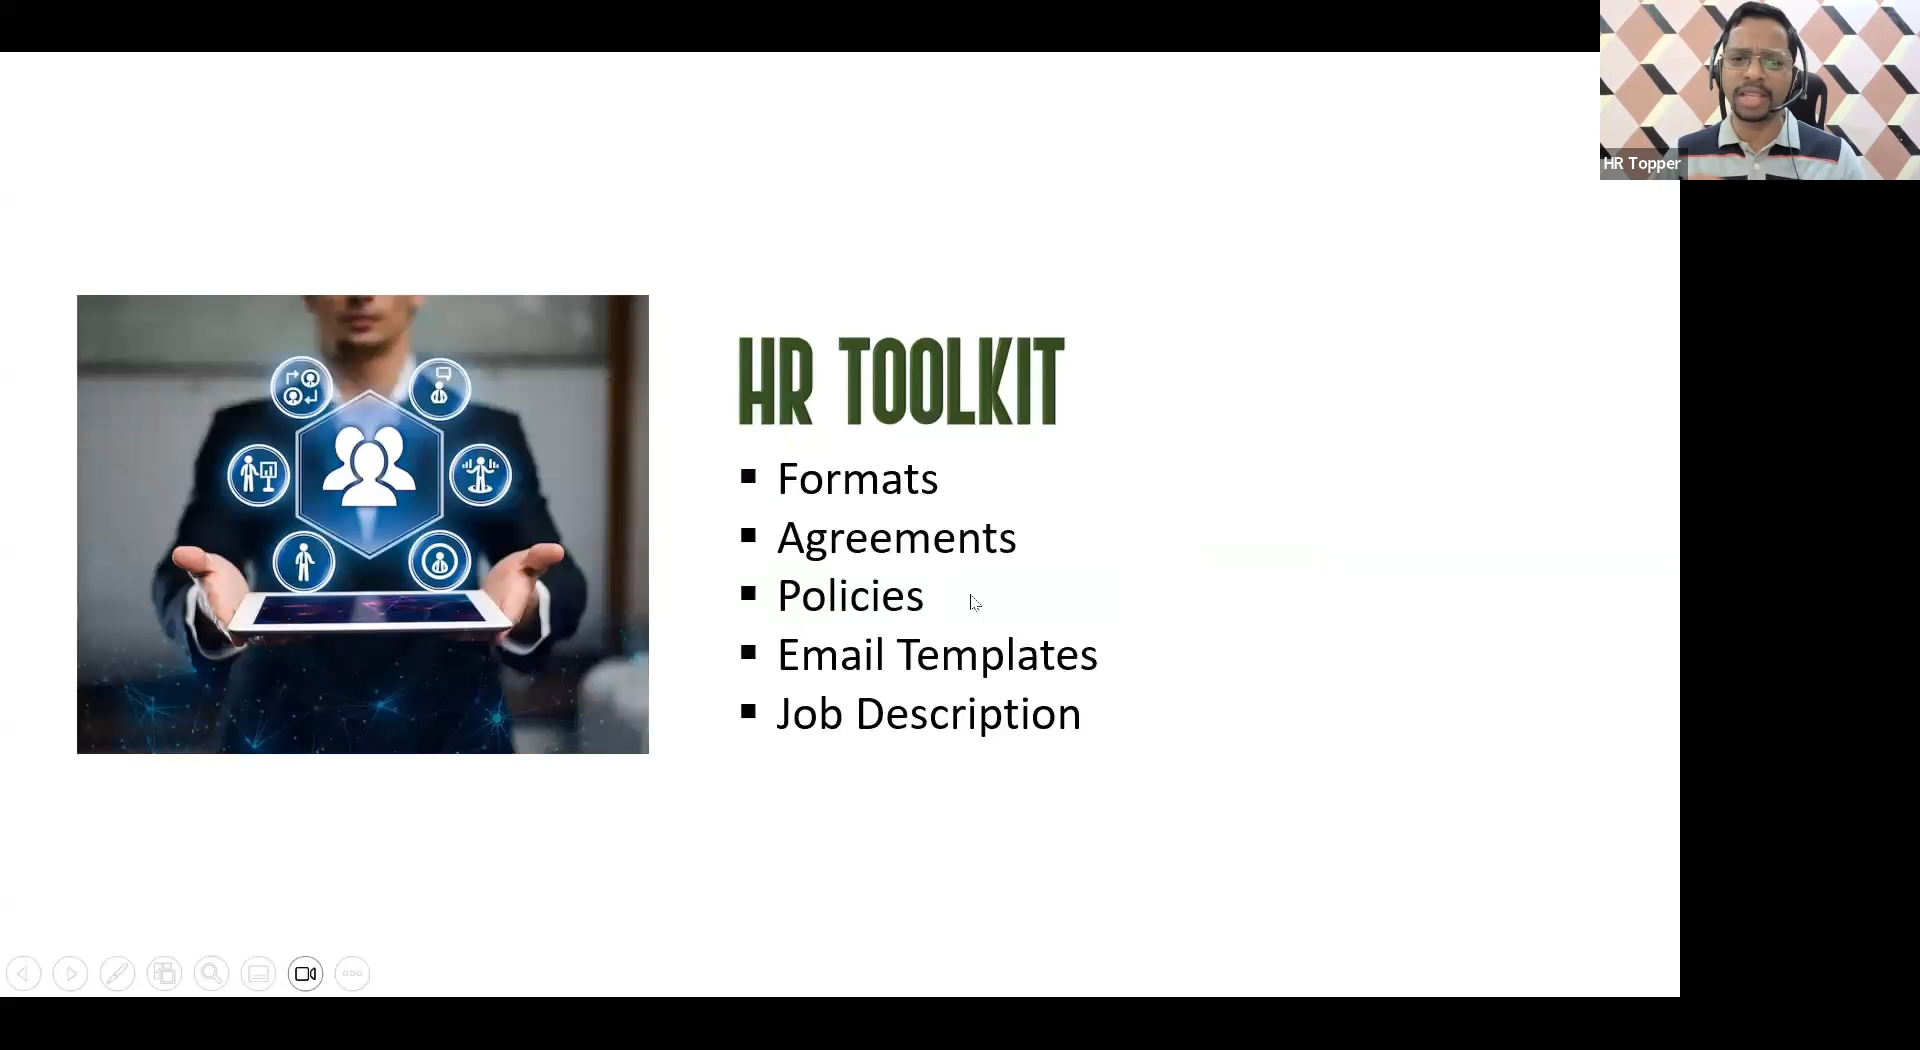 HR Topper
HR TOOLKIT
Formats
Agreements
Policies
Email Templates
Job Description